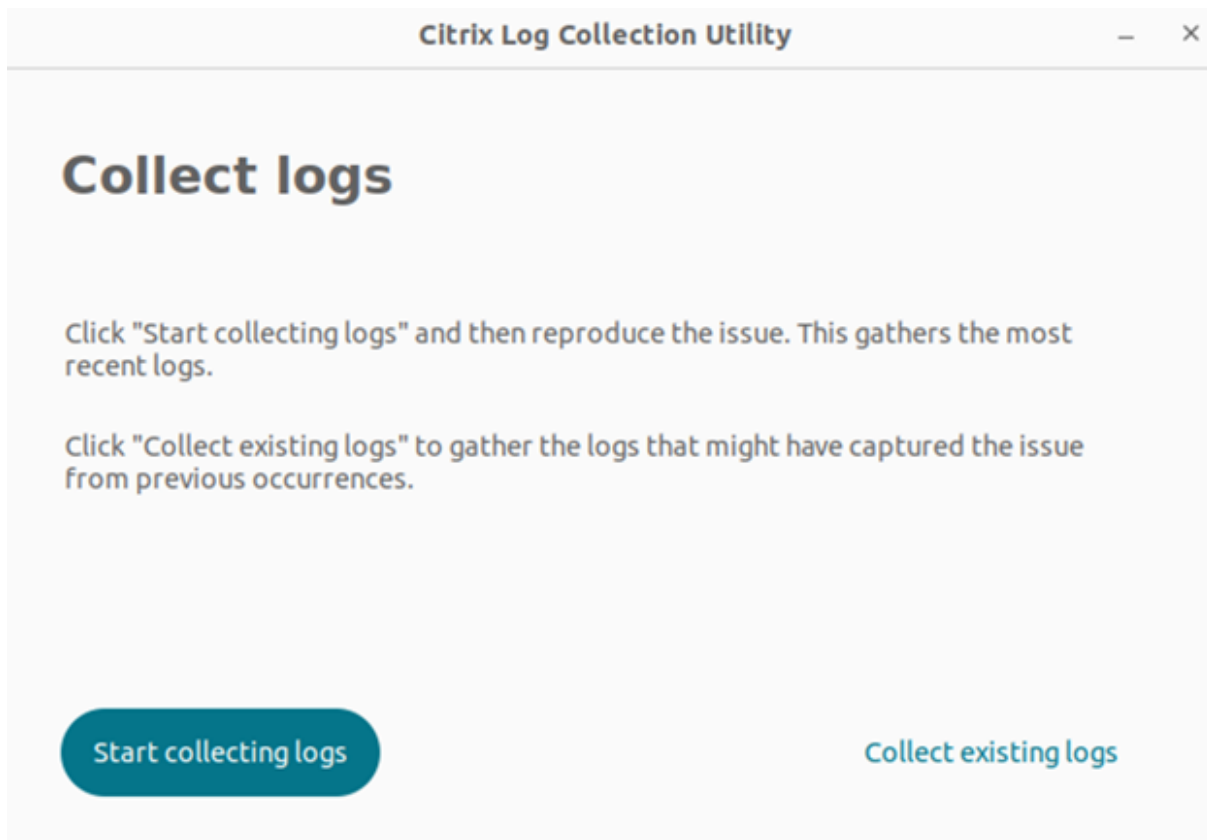 Citrix Log Collection Utility
Collect logs
Click "Start collecting logs" and then reproduce the issue. This gathers the most
recent logs.
Click "Collect existing logs" to gather the logs that might have captured the issue
from previous occurrences.
Start collecting logs
Collect existing logs